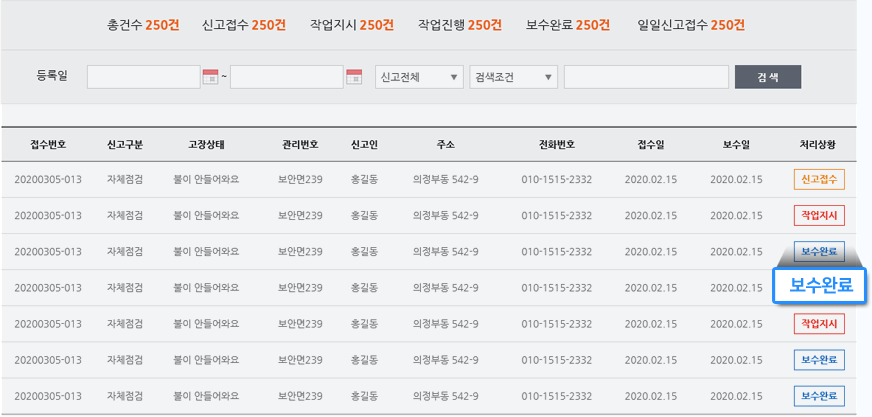 총건수 250건 신고접수 250건 작업지시 250건 작업진행 250건 보수완료 250건 일일신고접수 250건
등록일 ~ 신고전체 ▼ 검색조건 ▼ 검 색
접수번호 신고구분 고장상태 관리번호 신고인 주소 전화번호 접수일 보수일 처리상황
20200305-013 자체점검 불이 안들어와요 보안면239 홍길동 의정부동 542-9 010-1515-2332 2020.02.15 2020.02.15 신고접수
20200305-013 자체점검 불이 안들어와요 보안면239 홍길동 의정부동 542-9 010-1515-2332 2020.02.15 2020.02.15 작업지시
20200305-013 자체점검 불이 안들어와요 보안면239 홍길동 의정부동 542-9 010-1515-2332 2020.02.15 2020.02.15 보수완료
20200305-013 자체점검 불이 안들어와요 보안면239 홍길동 의정부동 542-9 010-1515-2332 2020.02.15 2020.02.15 보수완료
20200305-013 자체점검 불이 안들어와요 보안면239 홍길동 의정부동 542-9 010-1515-2332 2020.02.15 2020.02.15 작업지시
20200305-013 자체점검 불이 안들어와요 보안면239 홍길동 의정부동 542-9 010-1515-2332 2020.02.15 2020.02.15 보수완료
20200305-013 자체점검 불이 안들어와요 보안면239 홍길동 의정부동 542-9 010-1515-2332 2020.02.15 2020.02.15 보수완료